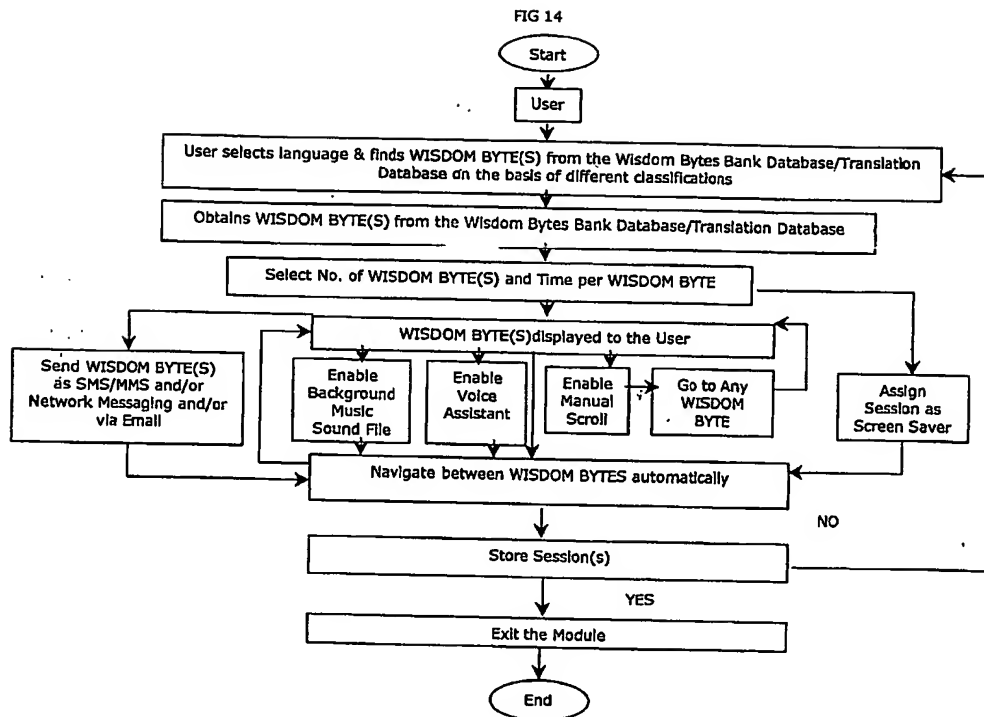 FIG 14
Start
User
User selects language & finds WISDOM BYTE(S) from the Wisdom Bytes Bank Database/Translation
Database on the basis of different classifications
Obtains WISDOM BYTE(S) from the Wisdom Bytes Bank Database/Translation Database
Select No. of WISDOM BYTE(S) and Time per WISDOM BYTE
WISDOM BYTE(S)displayed to the User
Send WISDOM BYTE(S)
as SMS/MMS and/or
Network Messaging and/or
via Email
Enable
Background
Music
Sound File
Enable
Voice
Assistant
Enable
Manual
Scroll
Go to Any
WISDOM
BYTE
Assign
Session as
Screen Saver
Navigate between WISDOM BYTES automatically
NO
Store Session(s)
YES
Exit the Module
End